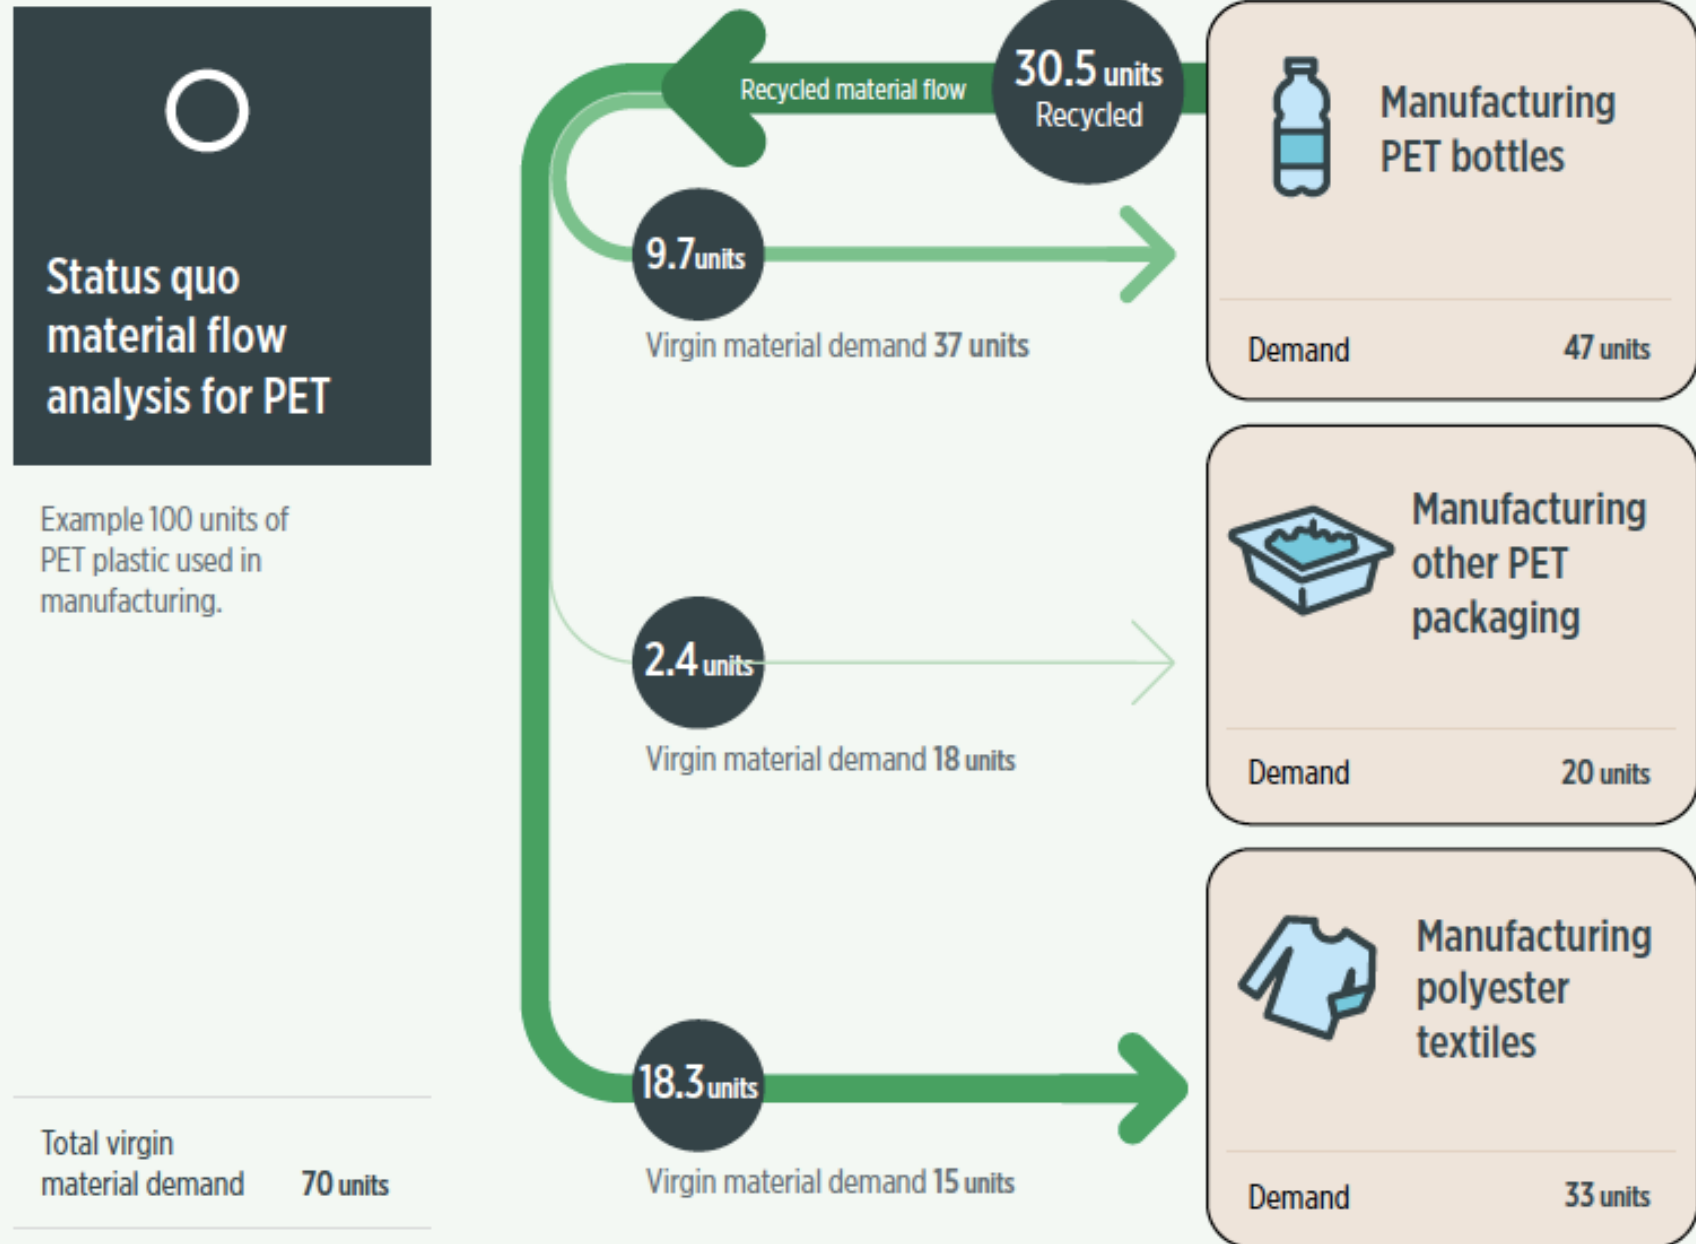 Status quo
material flow
analysis for PET
Example 100 units of
PET plastic used in
manufacturing.
Total virgin
material demand 70 units
Recycled material flow
30.5 units
Recycled
9.7units
Virgin material demand 37 units
2.4 units
Virgin material demand 18 units
18.3 units
Virgin material demand 15 units
Manufacturing
PET bottles
Demand 47 units
Manufacturing
other PET
packaging
Demand 20 units
Manufacturing
polyester
textiles
Demand 33 units